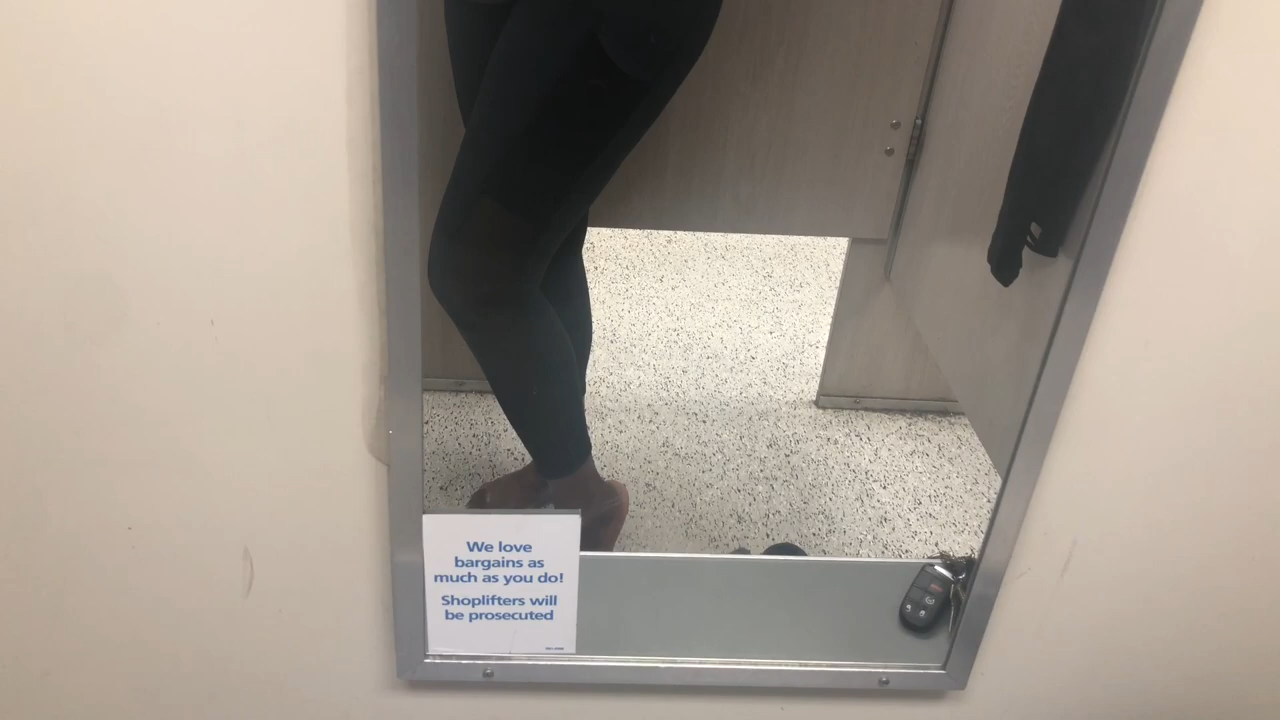 We love
bargains as
much as you do!
Shoplifters will
be prosecuted